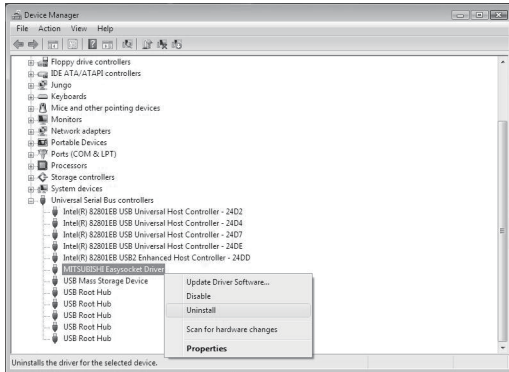 Device Manager
File Action View Help
Floppy drive controllers
IDE ATA/ATAPI controllers
Jungo
Keyboards
Mice and other pointing devices
Monitors
Network adapters
Portable Devices
Ports (COM & LPT)
Processors
Storage controllers
System devices
Universal Serial Bus controllers
Intel(R) 82801EB USB Universal Host Controller - 24D2
Intel(R) 82801EB USB Universal Host Controller - 24D4
Intel(R) 82801EB USB Universal Host Controller - 24D7
Intel(R) 82801EB USB Universal Host Controller - 24DE
Intel(R) 82801EB USB2 Enhanced Host Controller - 24DD
MITSUBISHI Easysocket Driver
USB Mass Storage Device
USB Root Hub
USB Root Hub
USB Root Hub
USB Root Hub
USB Root Hub
Update Driver Software...
Disable
Uninstall
Scan for hardware changes
Properties
Uninstalls the driver for the selected device.